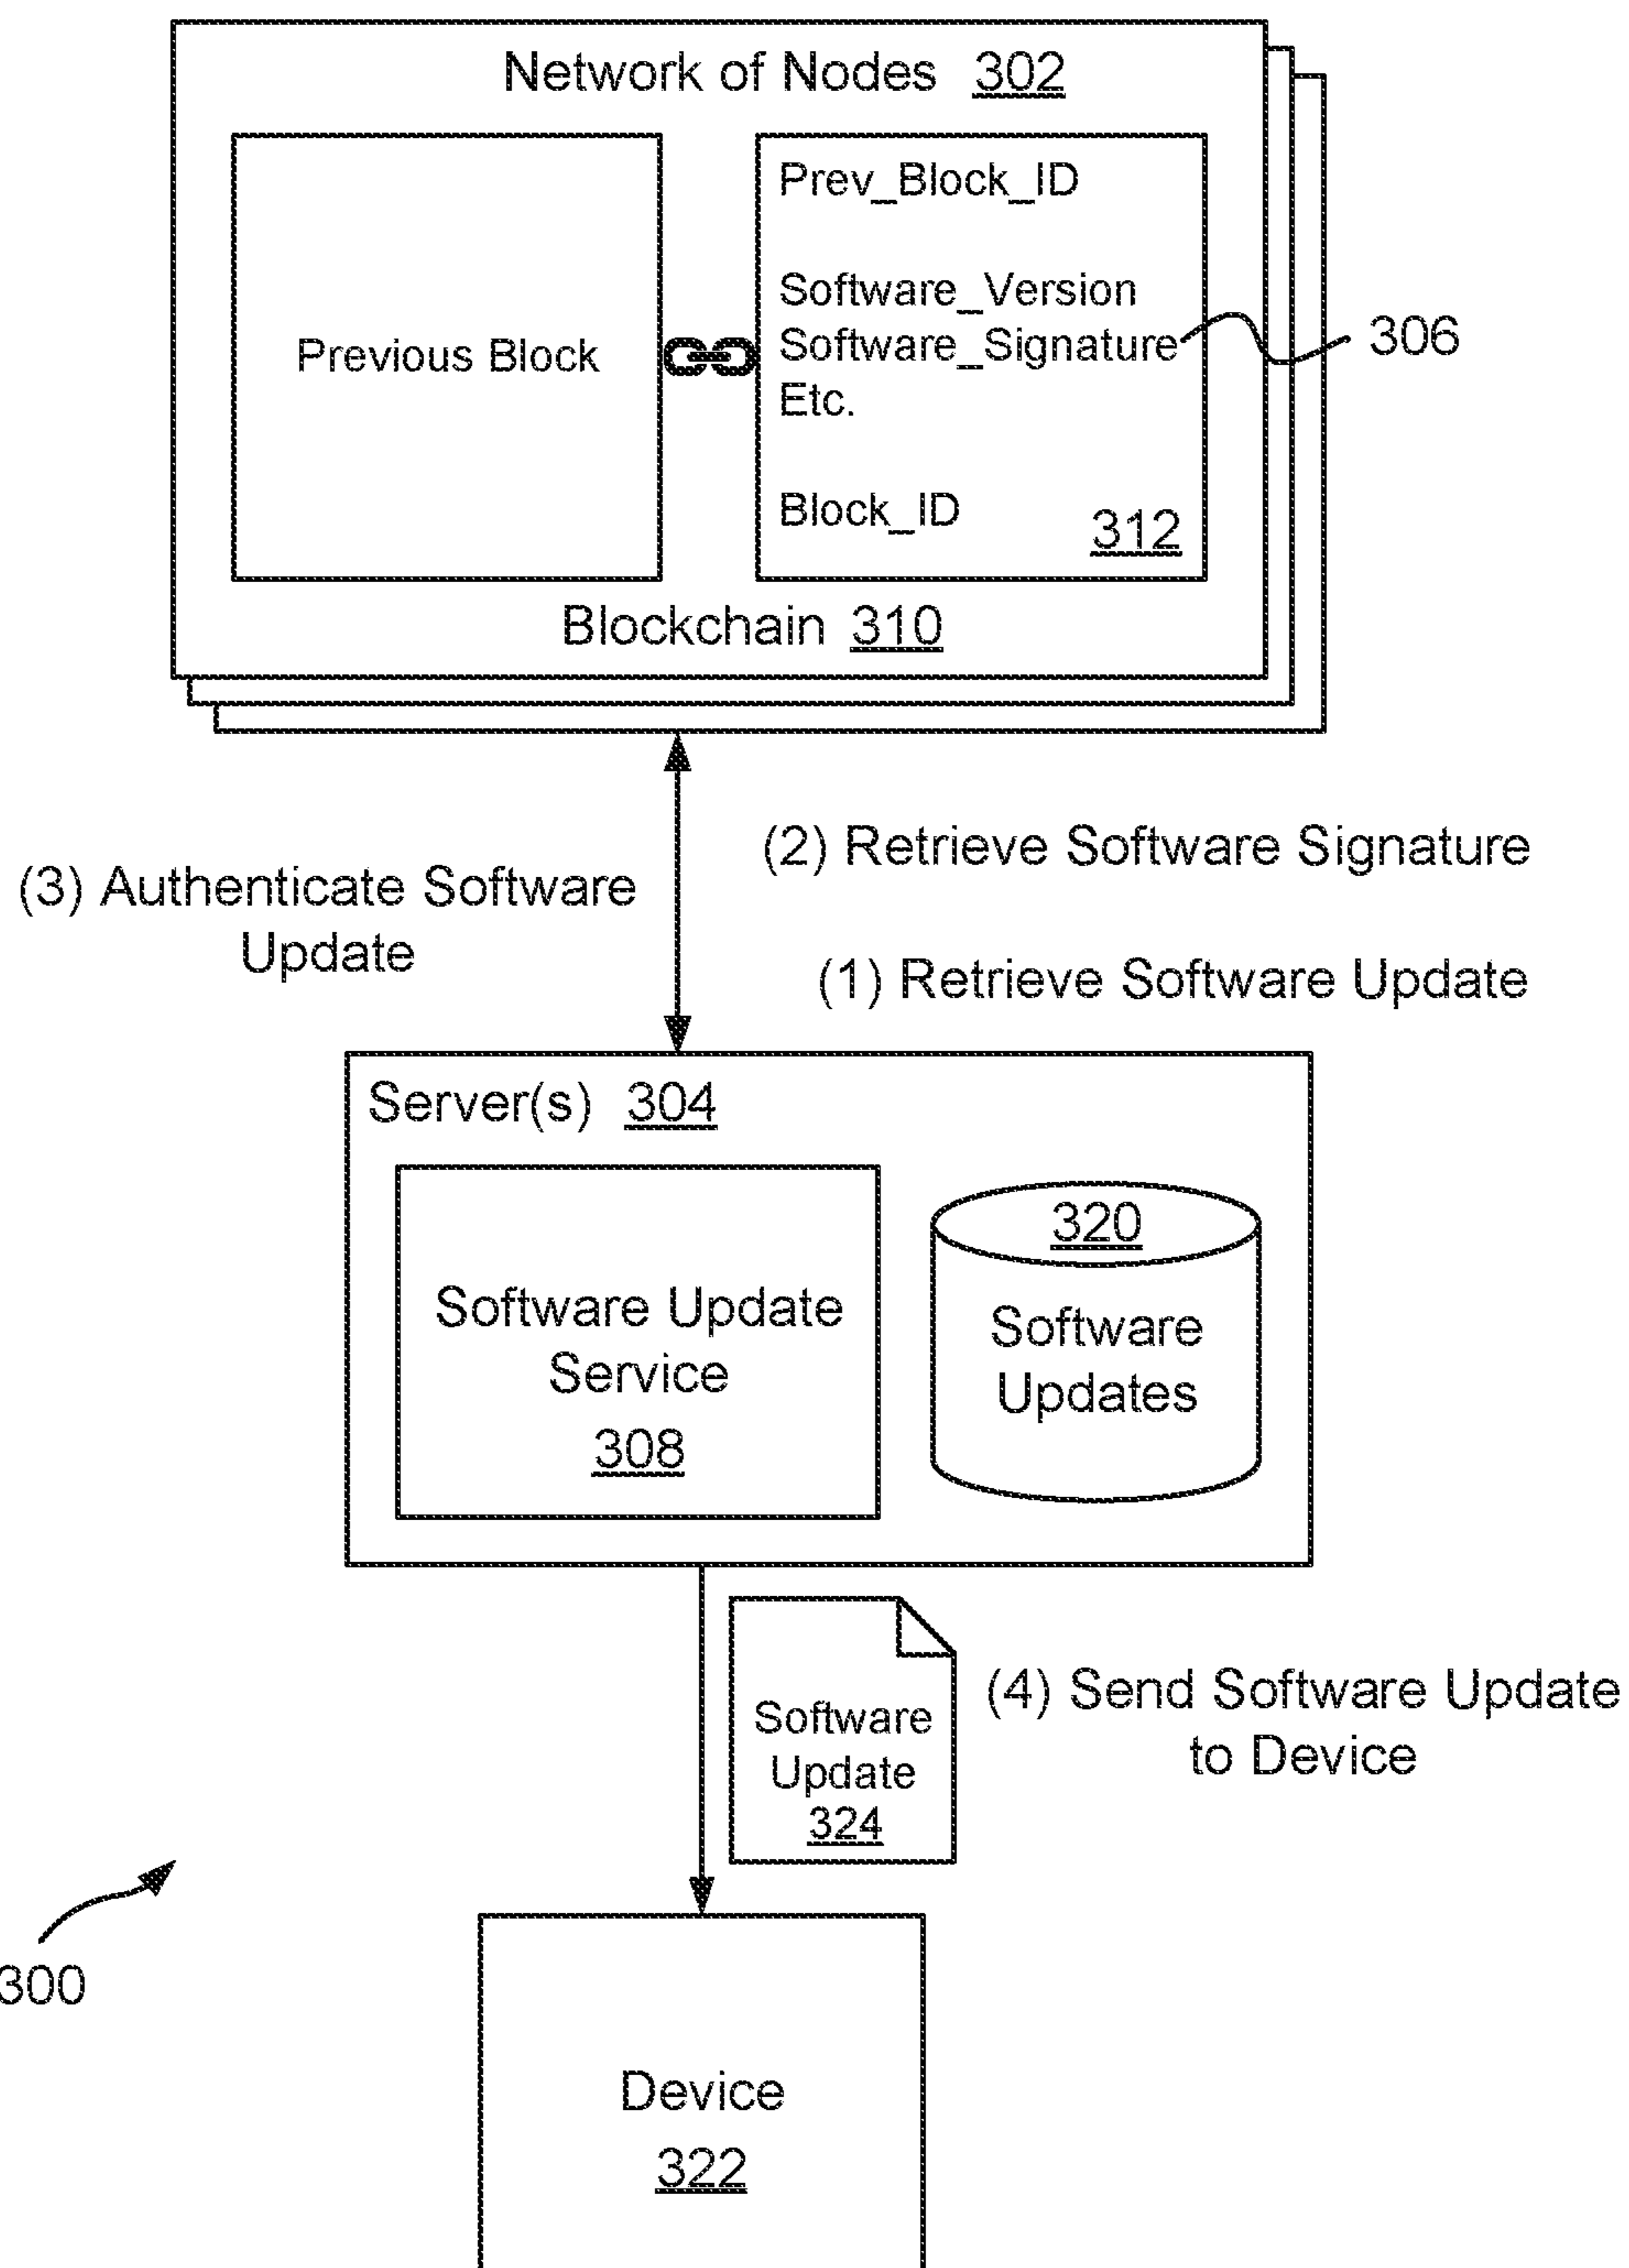 Network of Nodes 302
Previous Block
Prev_Block_ID
Software_Version
Software_Signature
Etc.
Block_ID
312
306
Blockchain 310
(2) Retrieve Software Signature
(3) Authenticate Software
Update
(1) Retrieve Software Update
Server(s) 304
Software Update
Service
308
320
Software
Updates
Software
Update
324
(4) Send Software Update
to Device
300
Device
322